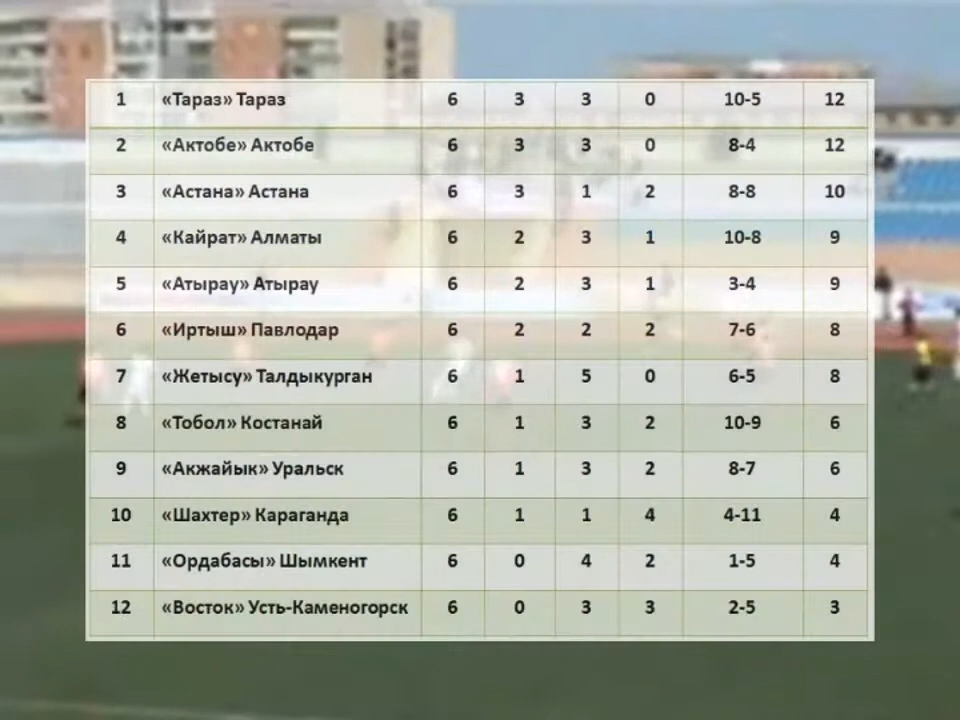 1 «Тараз» Тараз 6 3 3 0 10-5 12
2 «Актобе» Актобе 6 3 3 0 8-4 12
3 «Астана» Астана 6 3 1 2 8-8 10
4 «Кайрат» Алматы 6 2 3 1 10-8 9
5 «Атырау» Атырау 6 2 3 1 3-4 9
6 «Иртыш» Павлодар 6 2 2 2 7-6 8
7 «Жетысу» Талдыкурган 6 1 5 0 6-5 8
8 «Тобол» Костанай 6 1 3 2 10-9 6
9 «Акжайык» Уральск 6 1 3 2 8-7 6
10 «Шахтер» Караганда 6 1 1 4 4-11 4
11 «Ордабасы» Шымкент 6 0 4 2 1-5 4
12 «Восток» Усть-Каменогорск 6 0 3 3 2-5 3